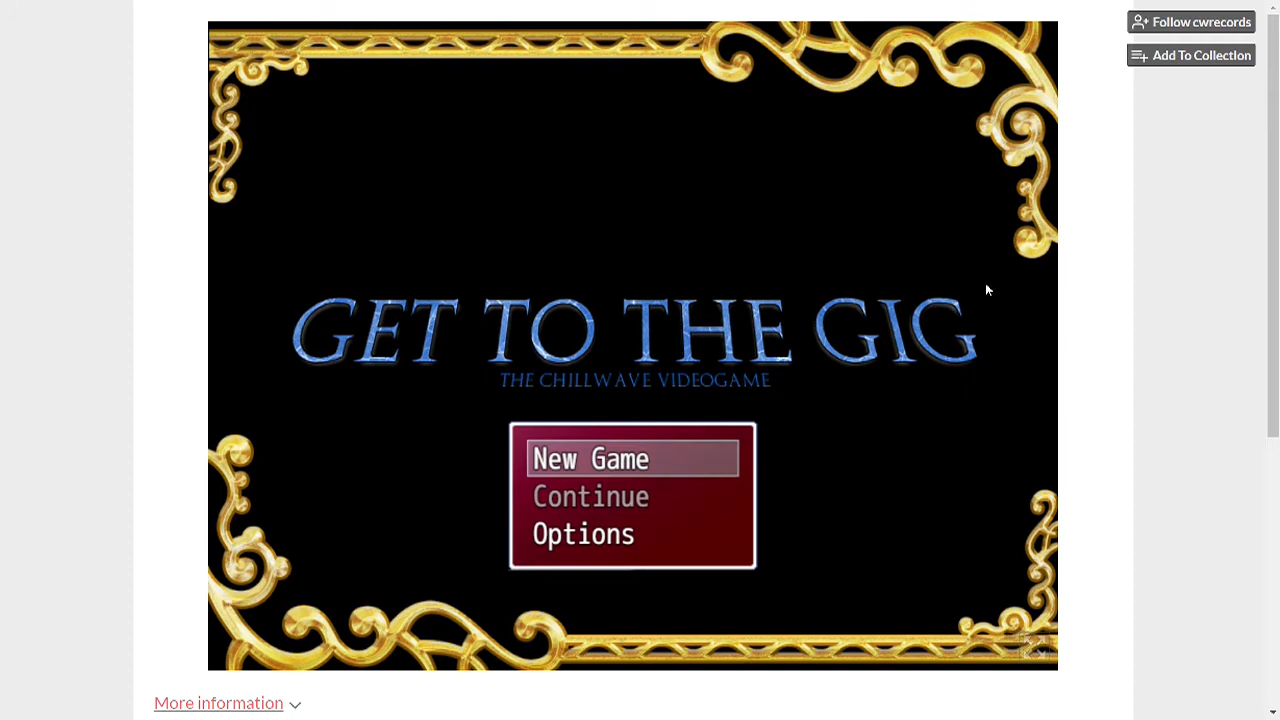 Follow cwrecords
Add To Collection
GET TO THE GIG
THE CHILLWAVE VIDEOGAME
New Game
Continue
Options
More information